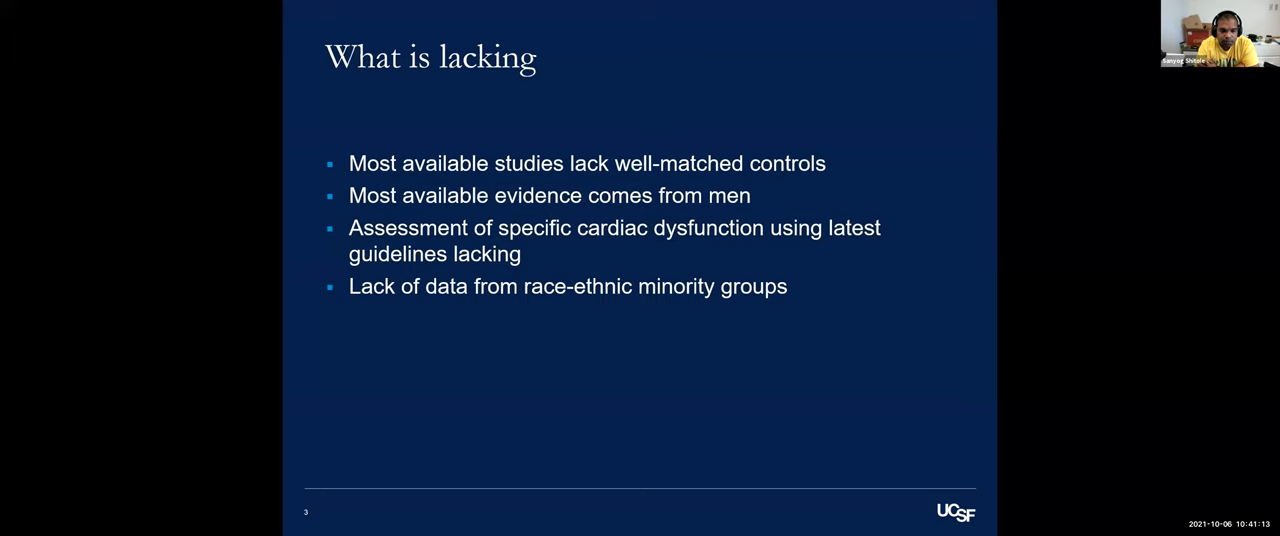 What is lacking
Sanyog Shitole
Most available studies lack well-matched controls
Most available evidence comes from men
Assessment of specific cardiac dysfunction using latest
guidelines lacking
Lack of data from race-ethnic minority groups
3
UCSF
2021-10-06 10:41:13